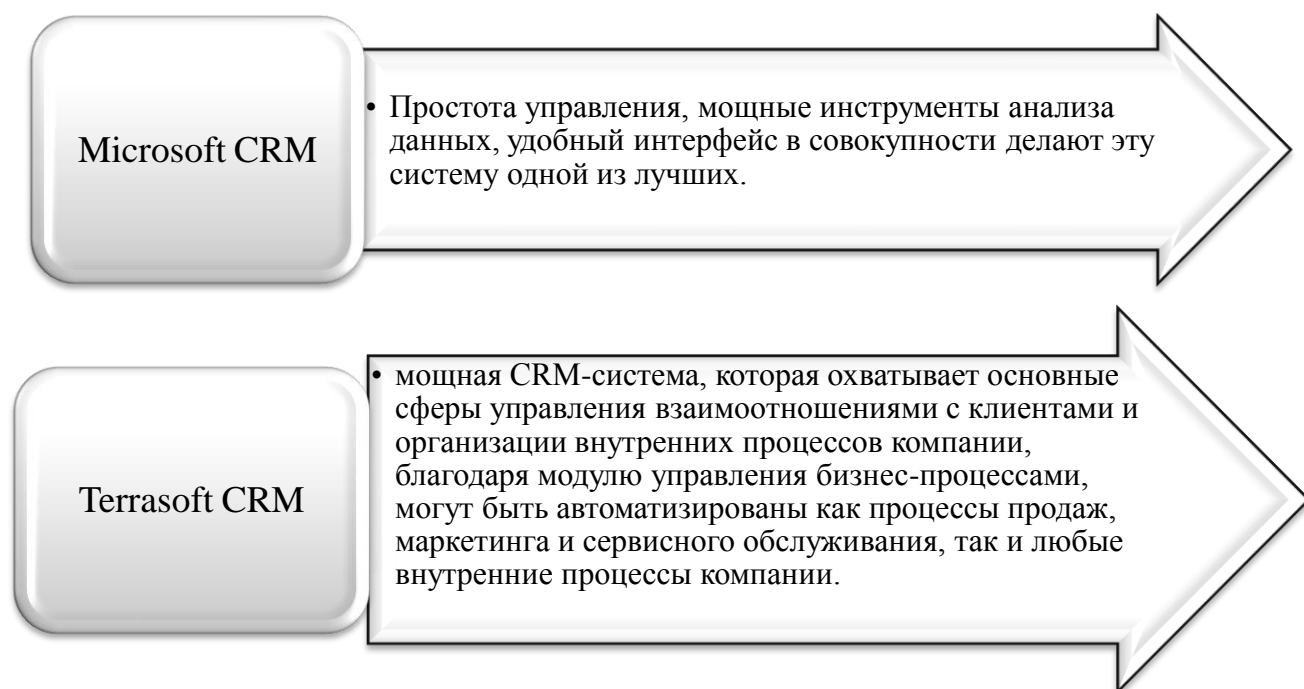 Microsoft CRM
• Простота управления, мощные инструменты анализа
данных, удобный интерфейс в совокупности делают эту
систему одной из лучших.
Terrasoft CRM
• мощная CRM-система, которая охватывает основные
сферы управления взаимоотношениями с клиентами и
организации внутренних процессов компании,
благодаря модулю управления бизнес-процессами,
могут быть автоматизированы как процессы продаж,
маркетинга и сервисного обслуживания, так и любые
внутренние процессы компании.